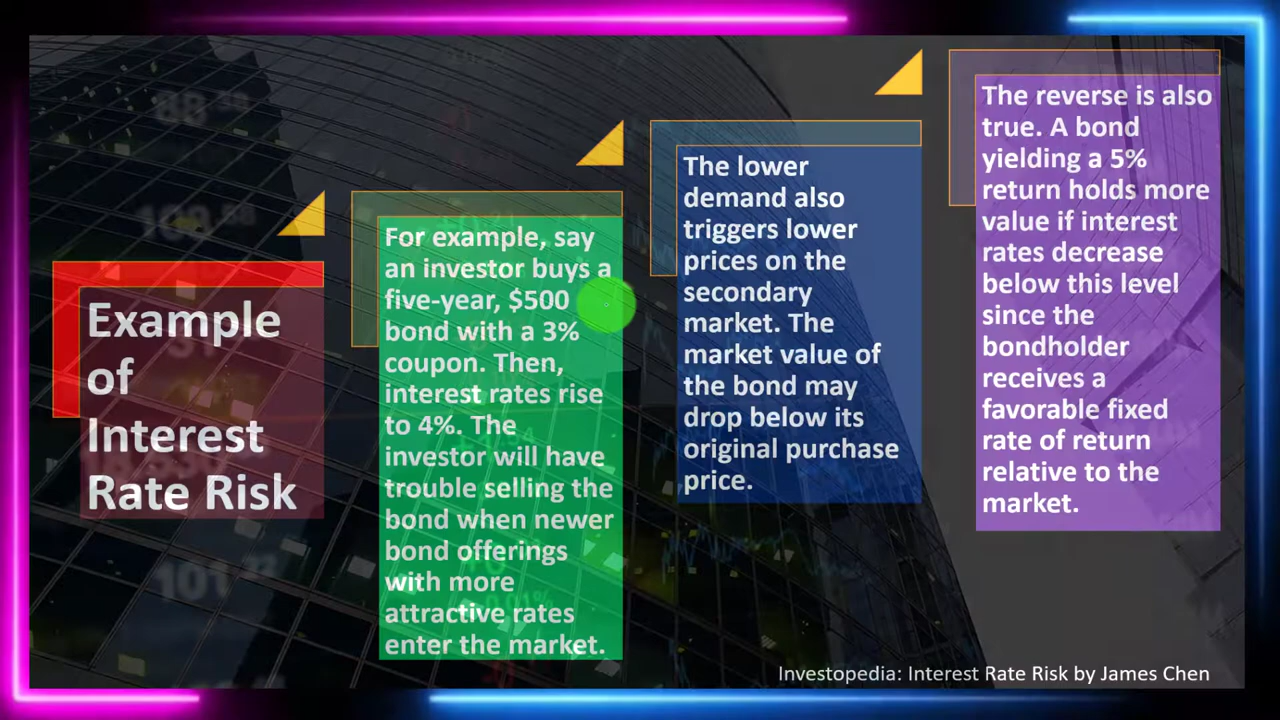 Example
of
Interest
Rate Risk
For example, say
an investor buys a
five-year, $500
bond with a 3%
coupon. Then,
interest rates rise
to 4%. The
investor will have
trouble selling the
bond when newer
bond offerings
with more
attractive rates
enter the market.
The lower
demand also
triggers lower
prices on the
secondary
market. The
market value of
the bond may
drop below its
original purchase
price.
The reverse is also
true. A bond
yielding a 5%
return holds more
value if interest
rates decrease
below this level
since the
bondholder
receives a
favorable fixed
rate of return
relative to the
market.
Investopedia: Interest Rate Risk by James Chen